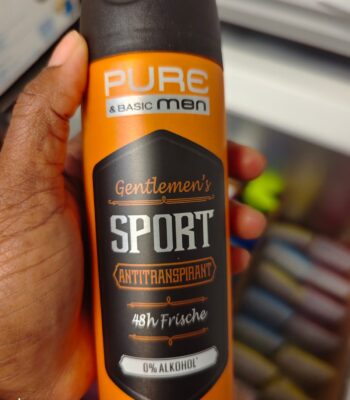 PURE
& BASIC men
Gentlemen's
SPORT
ANTITRANSPIRANT
48h Frische
0% ALKOHOL*